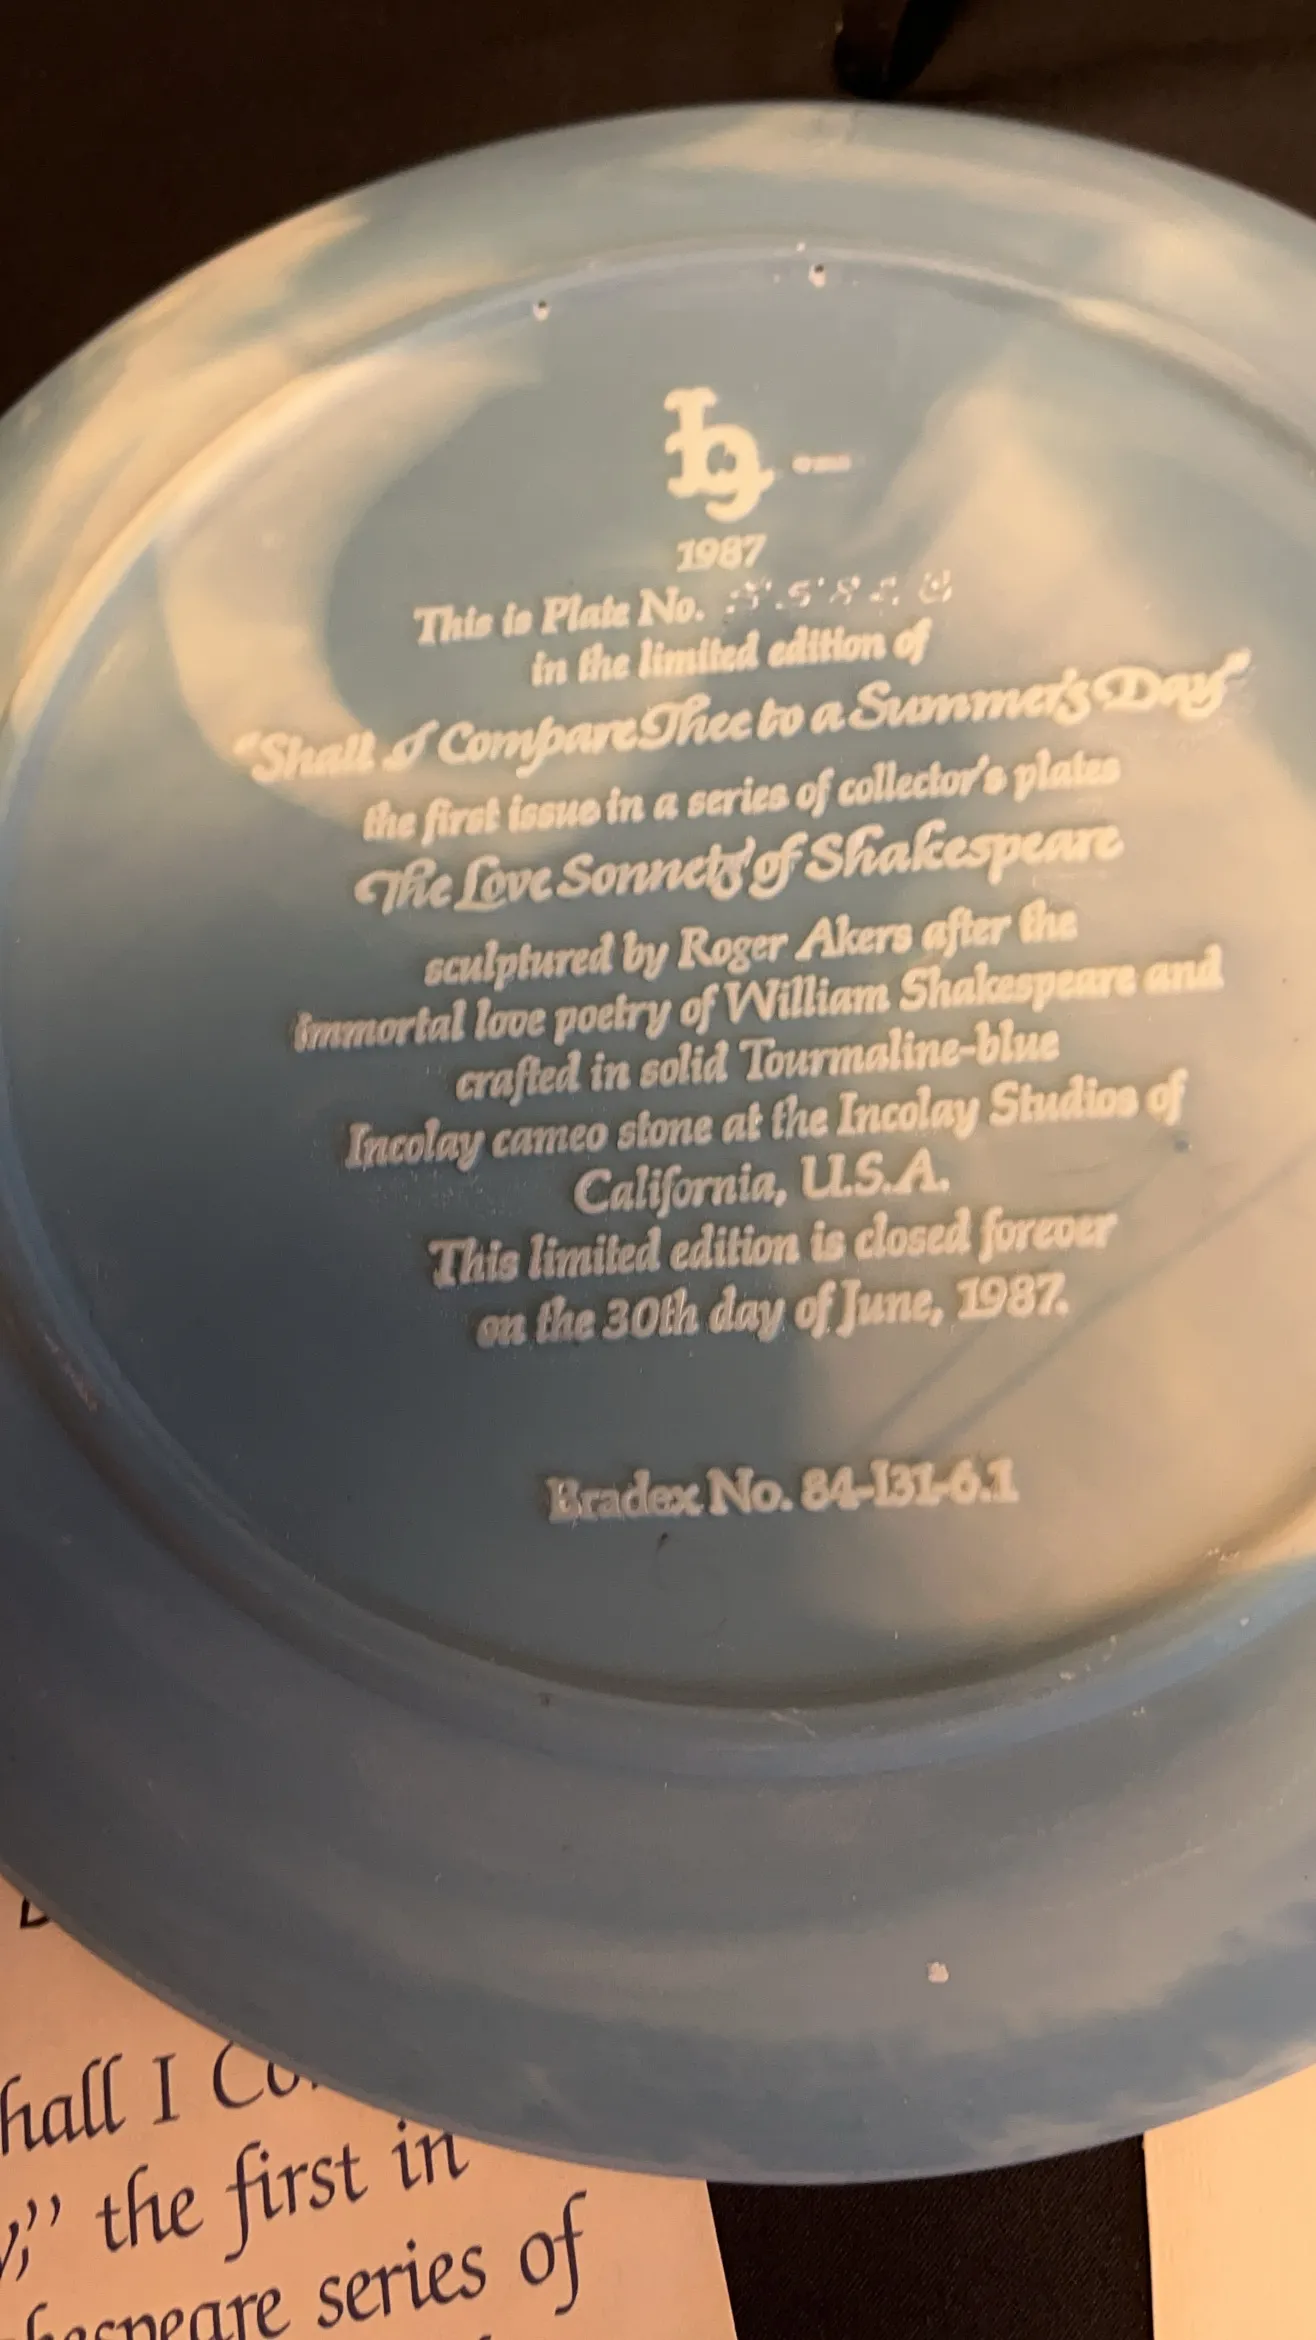 1987
This is Plate No.
in the limited edition of
"Shall I Compare Thee to a Summer's Day"
the first issue in a series of collector's plates
The Love Sonnets of Shakespeare
sculptured by Roger Akers after the
immortal love poetry of William Shakespeare and
crafted in solid Tourmaline-blue
Incolay cameo stone at the Incolay Studios of
California, U.S.A.
This limited edition is closed forever
on the 30th day of June, 1987.
Bradex No. 84-I31-6.1
hall I Co
," the first in
series of